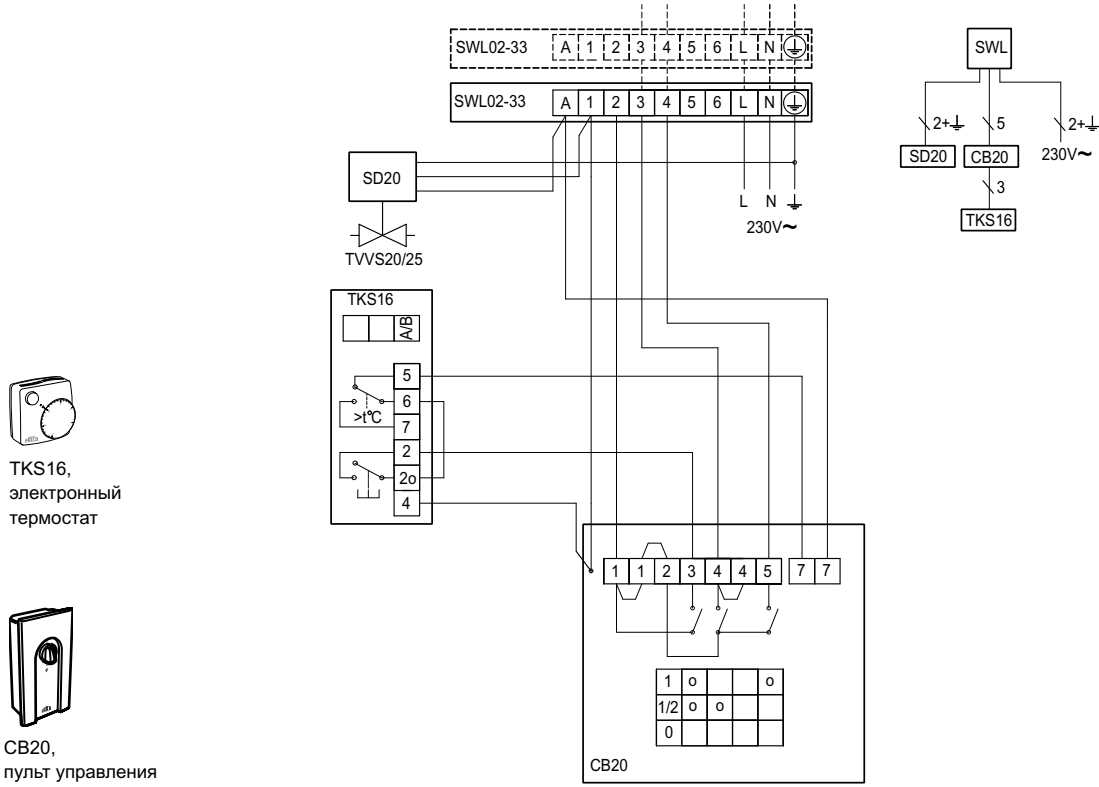 SWL02-33 A 1 2 3 4 5 6 L N
SWL02-33 A 1 2 3 4 5 6 L N
SD20
TVVS20/25
L N
230V~
SWL
2+
5
2+
SD20
CB20
230V~
3
TKS16
TKS16
A/B
5
6
>t°C
7
2
2o
4
TKS16,
электронный
термостат
1 1 2 3 4 4 5 7 7
1 o o
1/2 o o
0
CB20
CB20,
пульт управления